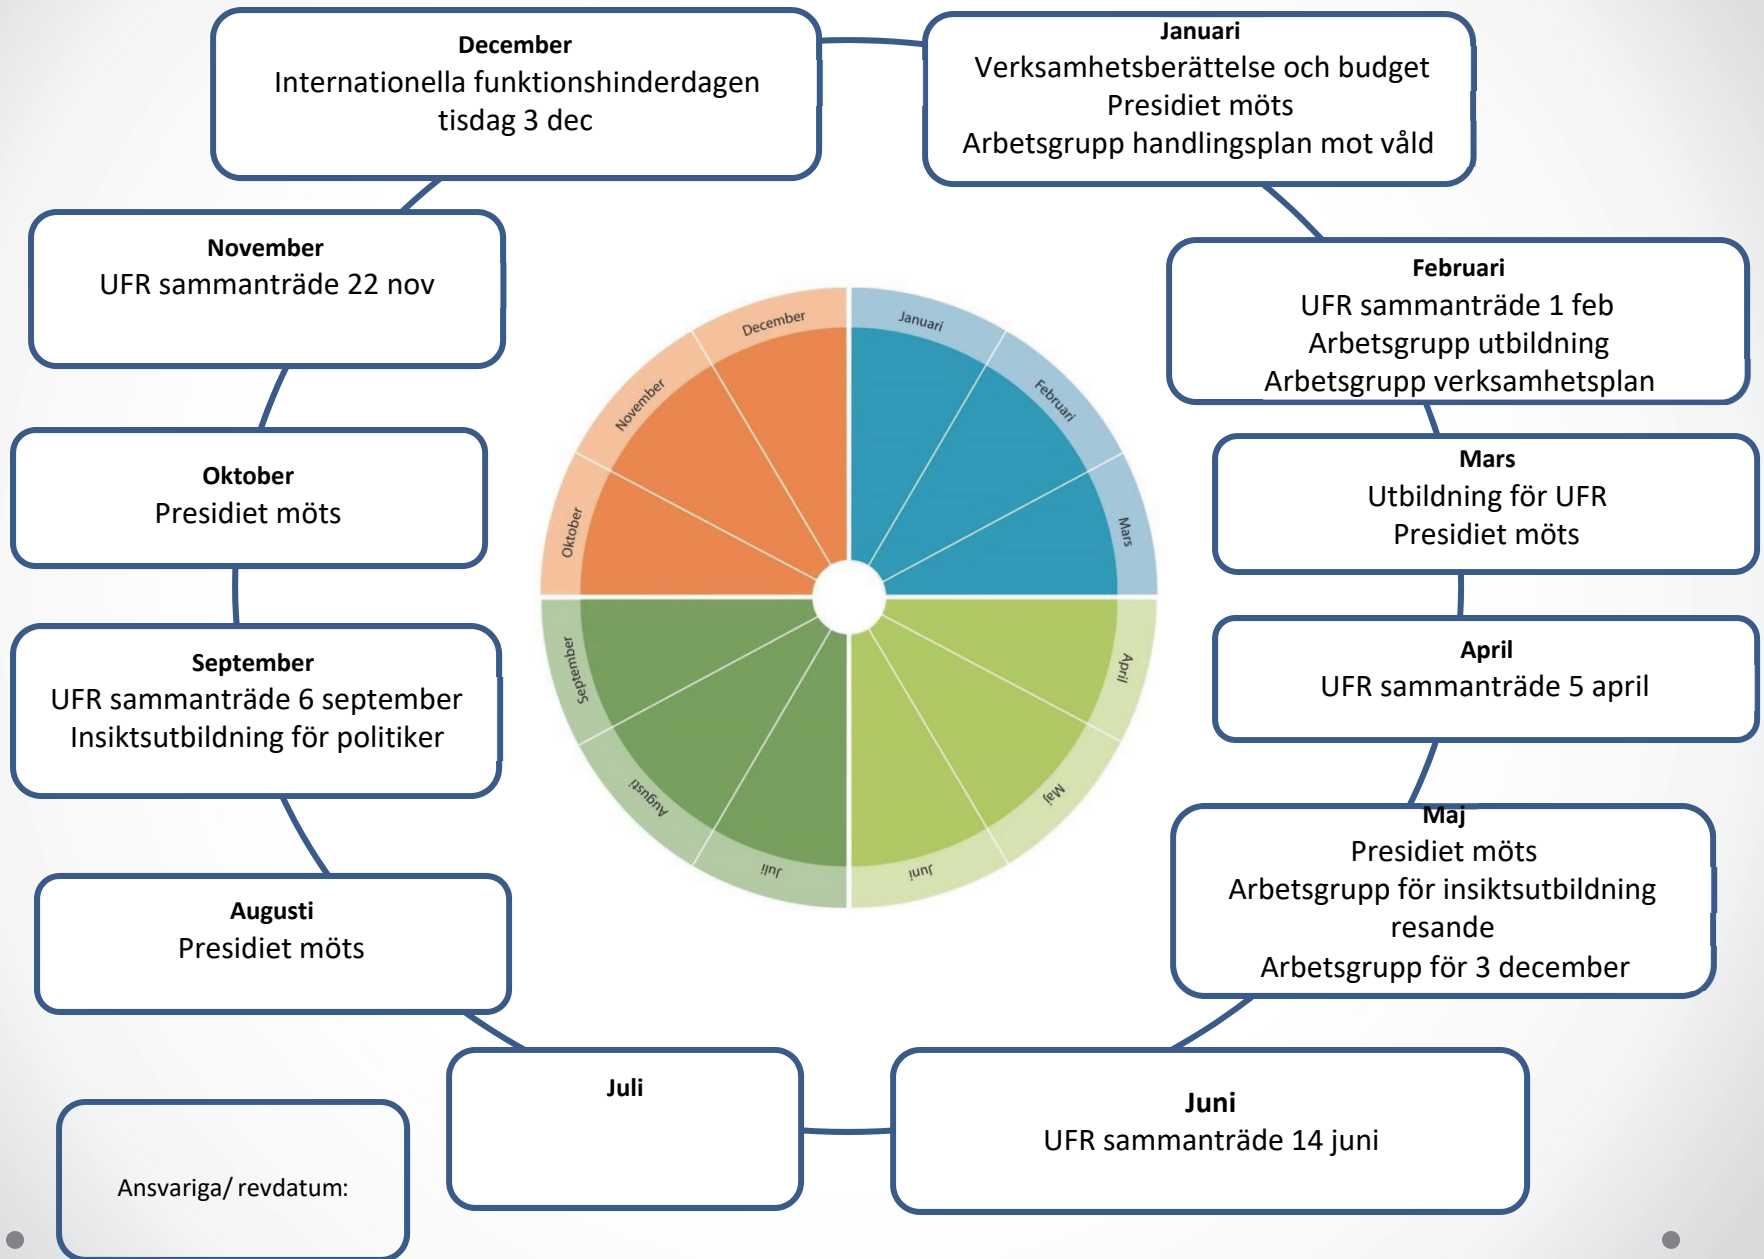 December
Internationella funktionshinderdagen
tisdag 3 dec
Januari
Verksamhetsberättelse och budget
Presidiet möts
Arbetsgrupp handlingsplan mot våld
Februari
UFR sammanträde 1 feb
Arbetsgrupp utbildning
Arbetsgrupp verksamhetsplan
Mars
Utbildning för UFR
Presidiet möts
April
UFR sammanträde 5 april
Maj
Presidiet möts
Arbetsgrupp för insiktsutbildning
resande
Arbetsgrupp för 3 december
Juni
UFR sammanträde 14 juni
Juli
Augusti
Presidiet möts
September
UFR sammanträde 6 september
Insiktsutbildning för politiker
Oktober
Presidiet möts
November
UFR sammanträde 22 nov
Januari
Februari
Mars
April
Maj
Juni
Juli
Augusti
September
Oktober
November
December
Ansvariga/ revdatum: